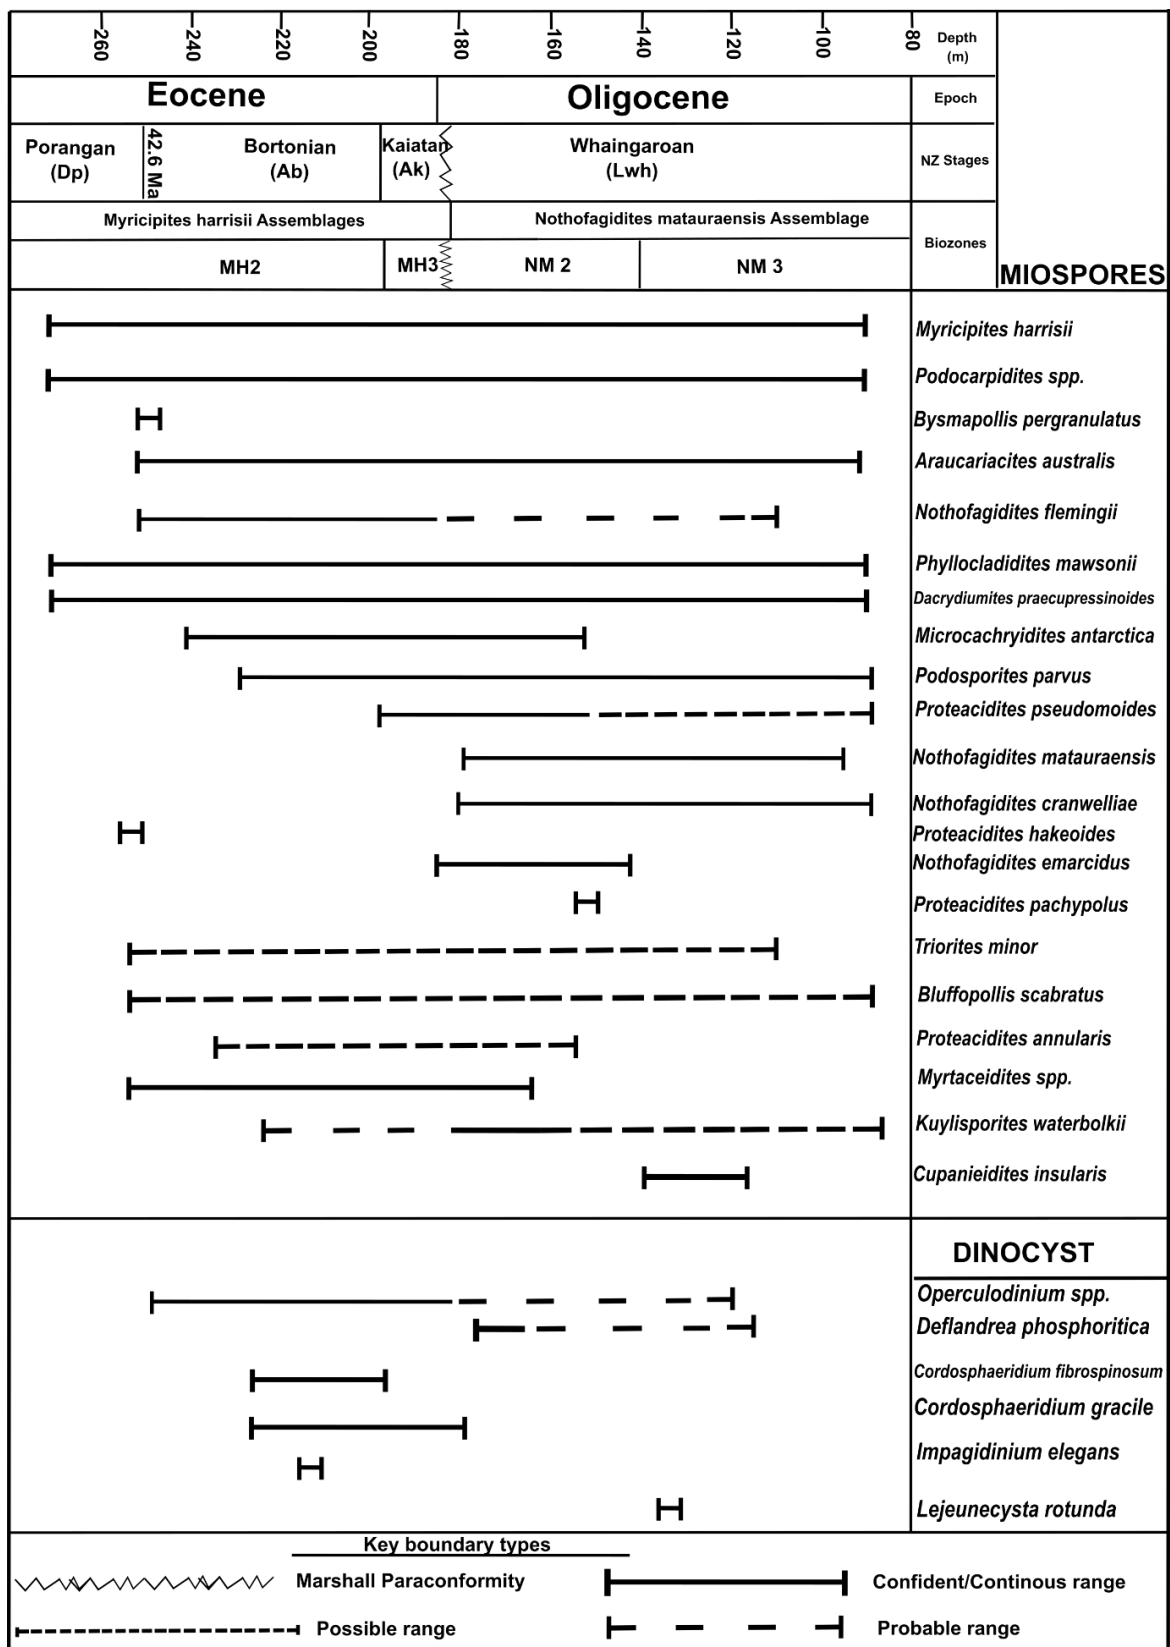 -260
-240
-220
-200
-180
-160
-140
-120
-100
-80
Depth
(m)
Eocene
Oligocene
Epoch
Porangan
(Dp)
42.6 Ma
Bortonian
(Ab)
Kaiatan
(Ak)
Whaingaroan
(Lwh)
NZ Stages
Myricipites harrisii Assemblages
Nothofagidites matauraensis Assemblage
Biozones
MH2
MH3
NM 2
NM 3
MIOSPORES
Myricipites harrisii
Podocarpidites spp.
Bysmapollis pergranulatus
Araucariacites australis
Nothofagidites flemingii
Phyllocladidites mawsonii
Dacrydiumites praecupressinoides
Microcachryidites antarctica
Podosporites parvus
Proteacidites pseudomoides
Nothofagidites matauraensis
Nothofagidites cranwelliae
Proteacidites hakeoides
Nothofagidites emarcidus
Proteacidites pachypolus
Triorites minor
Bluffopollis scabratus
Proteacidites annularis
Myrtaceidites spp.
Kuylisporites waterbolkii
Cupanieidites insularis
DINOCYST
Operculodinium spp.
Deflandrea phosphoritica
Cordosphaeridium fibrospinosum
Cordosphaeridium gracile
Impagidinium elegans
Lejeunecysta rotunda
Key boundary types
Marshall Paraconformity
Confident/Continous range
Possible range
Probable range